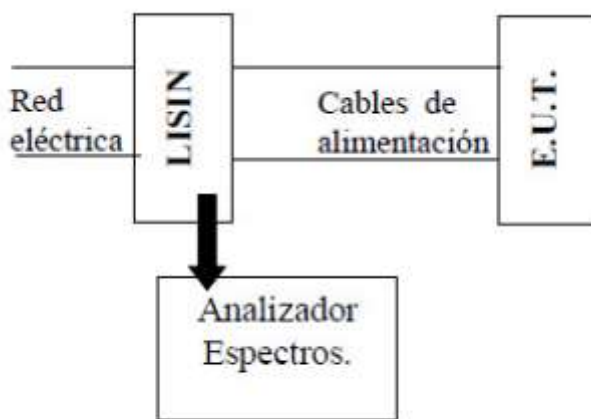 Red
eléctrica
LISIN
Cables de
alimentación
E.U.T.
Analizador
Espectros.